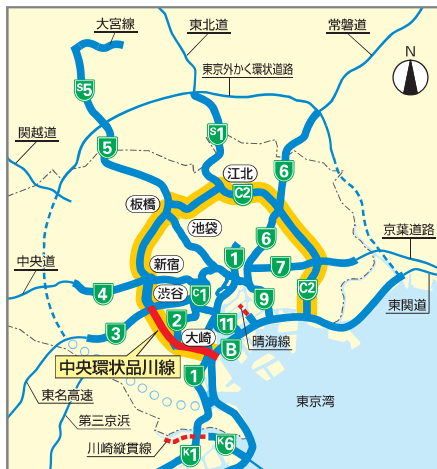 大宮線
東北道
常磐道
東京外かく環状道路
N
S5
S1
関越道
5
6
江北
C2
板橋
池袋
6
京葉道路
1
7
新宿
中央道
渋谷
C1
4
9
C2
東関道
3
2
11
大崎
晴海線
B
中央環状品川線
1
東名高速
東京湾
第三京浜
川崎縦貫線
K1
K6